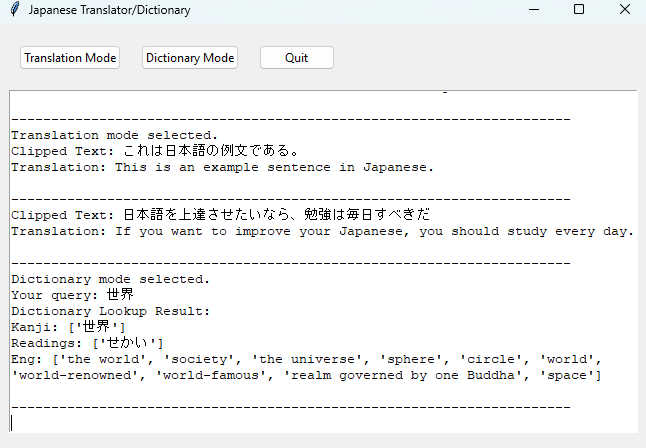 Japanese Translator/Dictionary
Translation Mode Dictionary Mode Quit
----------------------------------------------------------------------
Translation mode selected.
Clipped Text: これは日本語の例文である。
Translation: This is an example sentence in Japanese.
----------------------------------------------------------------------
Clipped Text: 日本語を上達させたいなら、勉強は毎日すべきだ
Translation: If you want to improve your Japanese, you should study every day.
----------------------------------------------------------------------
Dictionary mode selected.
Your query: 世界
Dictionary Lookup Result:
Kanji: ['世界']
Readings: ['せかい']
Eng: ['the world', 'society', 'the universe', 'sphere', 'circle', 'world',
'world-renowned', 'world-famous', 'realm governed by one Buddha', 'space']
----------------------------------------------------------------------